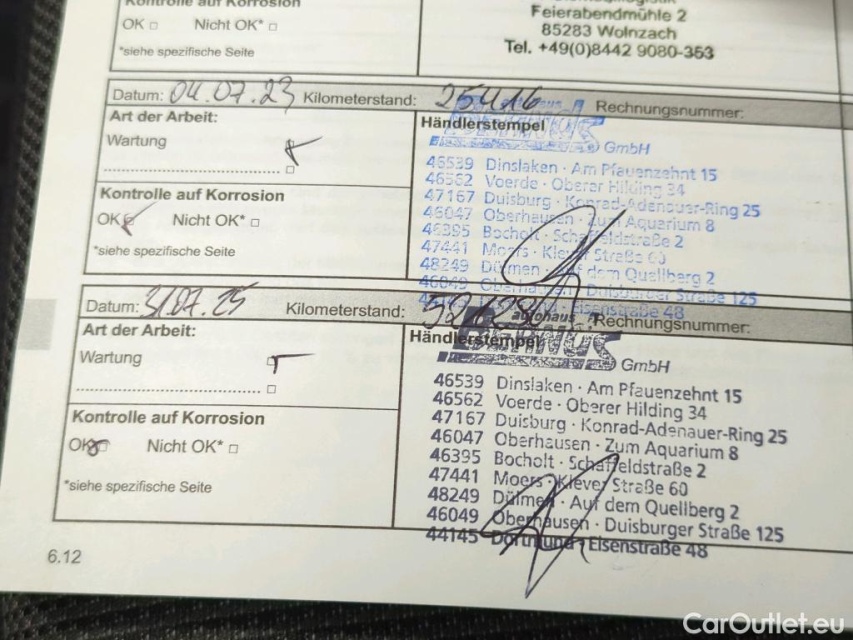 Kontrolle auf Korrosion
OK □ Nicht OK* □
*siehe spezifische Seite
Feierabendmühle 2
85283 Wolnzach
Tel. +49(0)8442 9080-353
Datum: 04.07.23 Kilometerstand: 25416 Rechnungsnummer:
Art der Arbeit:
Wartung
Händlerstempel
autohaus
GmbH
46539 Dinslaken · Am Pfauenzehnt 15
46562 Voerde · Oberer Hilding 34
47167 Duisburg · Konrad-Adenauer-Ring 25
46047 Oberhausen · Zum Aquarium 8
46395 Bocholt · Schaffeldstraße 2
47441 Moers · Klever Straße 60
48249 Dülmen · Auf dem Quellberg 2
46049 Oberhausen · Duisburger Straße 125
Eisenstraße 48
Kontrolle auf Korrosion
OK □ Nicht OK* □
*siehe spezifische Seite
Datum: 31.07.25 Kilometerstand: Rechnungsnummer:
Art der Arbeit:
Wartung
Händlerstempel
autohaus
GmbH
46539 Dinslaken · Am Pfauenzehnt 15
46562 Voerde · Oberer Hilding 34
47167 Duisburg · Konrad-Adenauer-Ring 25
46047 Oberhausen · Zum Aquarium 8
46395 Bocholt · Schaffeldstraße 2
47441 Moers · Klever Straße 60
48249 Dülmen · Auf dem Quellberg 2
46049 Oberhausen · Duisburger Straße 125
44145 Dortmund · Eisenstraße 48
Kontrolle auf Korrosion
OK □ Nicht OK* □
*siehe spezifische Seite
6.12
CarOutlet.eu